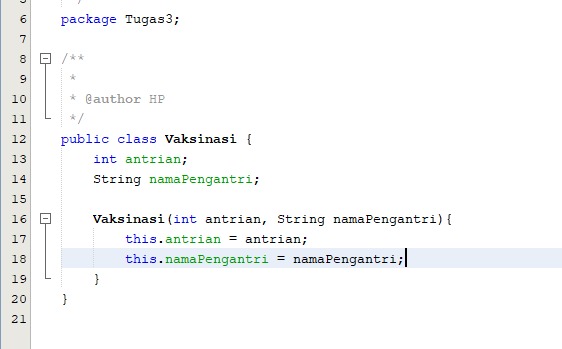 5 */
6 package Tugas3;
7
8 /**
9 *
10 * @author HP
11 */
12 public class Vaksinasi {
13 int antrian;
14 String namaPengantri;
15
16 Vaksinasi(int antrian, String namaPengantri){
17 this.antrian = antrian;
18 this.namaPengantri = namaPengantri;
19 }
20 }
21